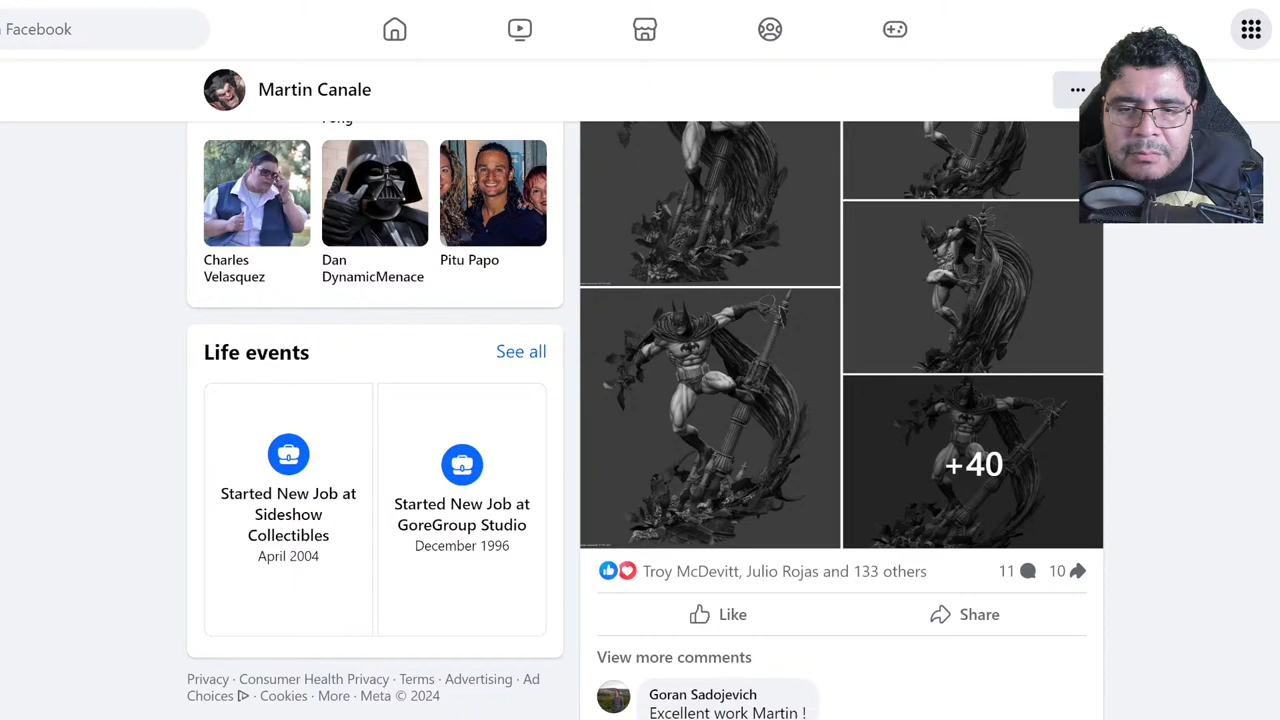 Facebook
Martin Canale
Charles
Velasquez
Dan
DynamicMenace
Pitu Papo
Life events
See all
Started New Job at
Sideshow
Collectibles
April 2004
Started New Job at
GoreGroup Studio
December 1996
Privacy · Consumer Health Privacy · Terms · Advertising · Ad
Choices · Cookies · More · Meta © 2024
+40
Troy McDevitt, Julio Rojas and 133 others
11
10
Like
Share
View more comments
Goran Sadojevich
Excellent work Martin !